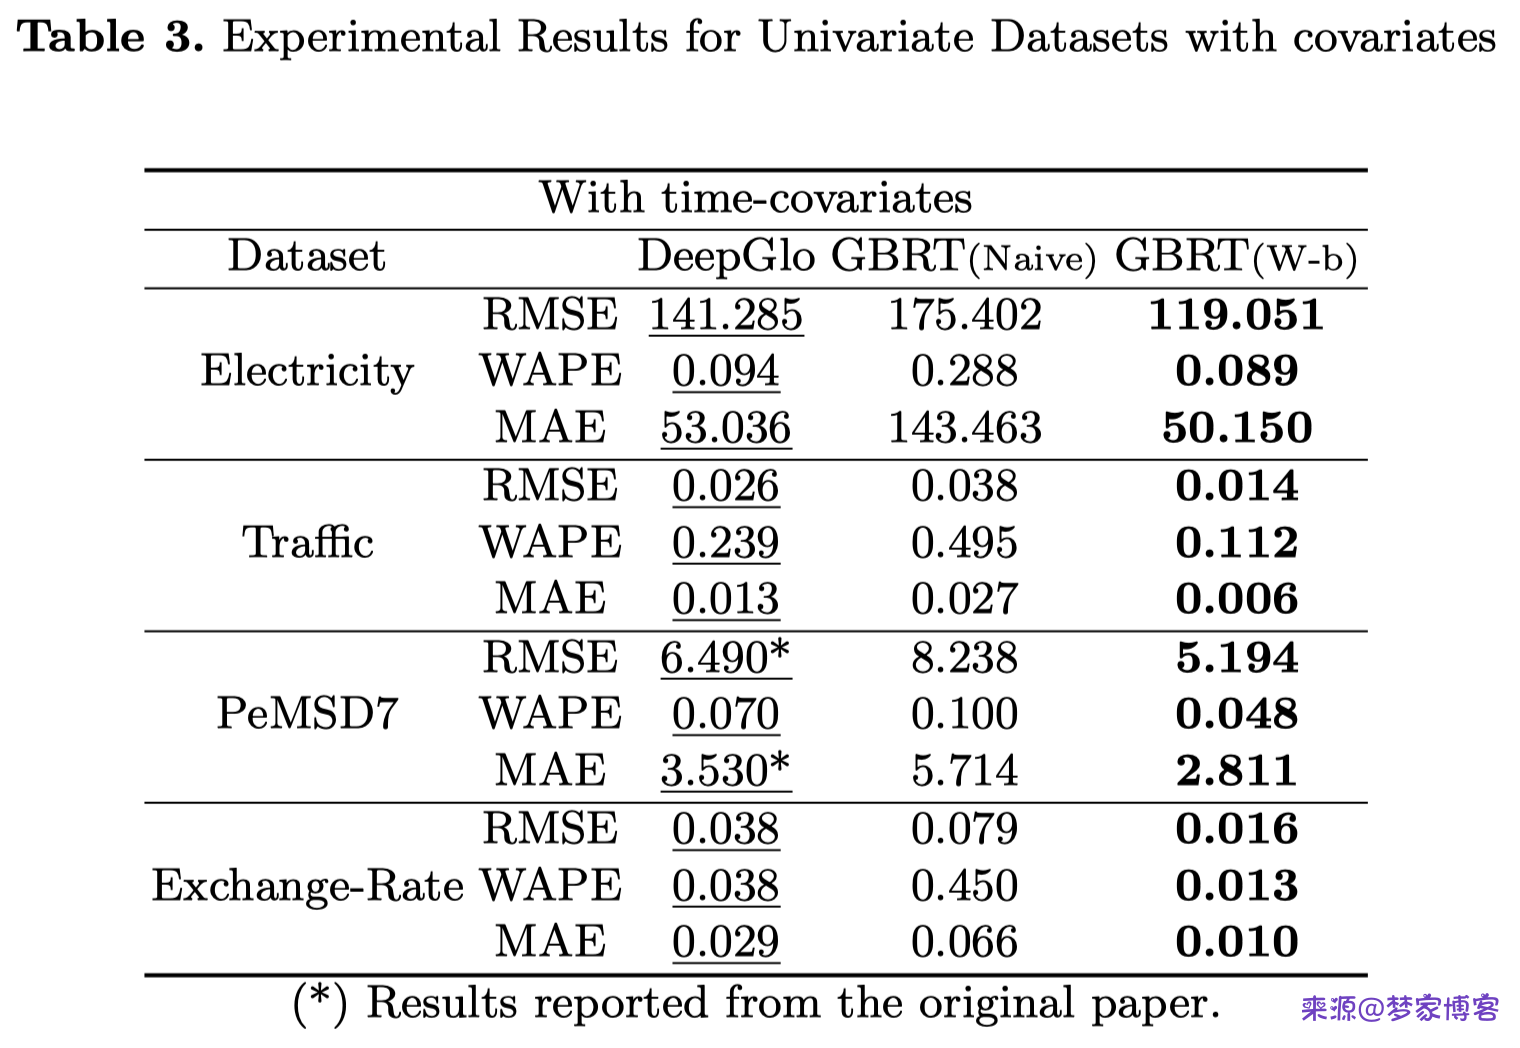 Table 3. Experimental Results for Univariate Datasets with covariates
With time-covariates
Dataset DeepGlo GBRT(Naive) GBRT(W-b)
RMSE 141.285 175.402 119.051
Electricity WAPE 0.094 0.288 0.089
MAE 53.036 143.463 50.150
RMSE 0.026 0.038 0.014
Traffic WAPE 0.239 0.495 0.112
MAE 0.013 0.027 0.006
RMSE 6.490* 8.238 5.194
PeMSD7 WAPE 0.070 0.100 0.048
MAE 3.530* 5.714 2.811
RMSE 0.038 0.079 0.016
Exchange-Rate WAPE 0.038 0.450 0.013
MAE 0.029 0.066 0.010
(*) Results reported from the original paper.
来源@梦家博客